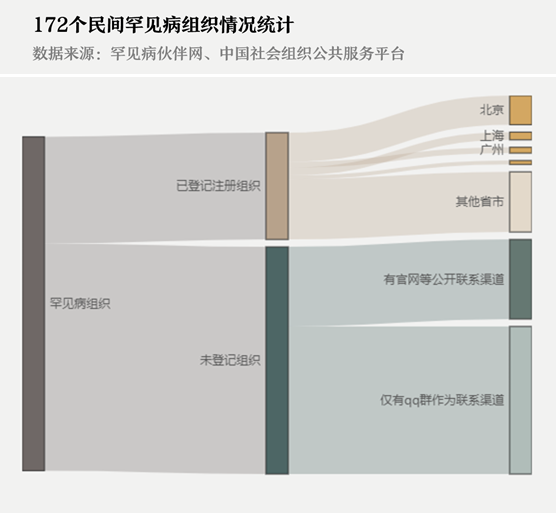 172个民间罕见病组织情况统计
数据来源：罕见病伙伴网、中国社会组织公共服务平台
北京
上海
广州
已登记注册组织
其他省市
有官网等公开联系渠道
罕见病组织
未登记组织
仅有qq群作为联系渠道